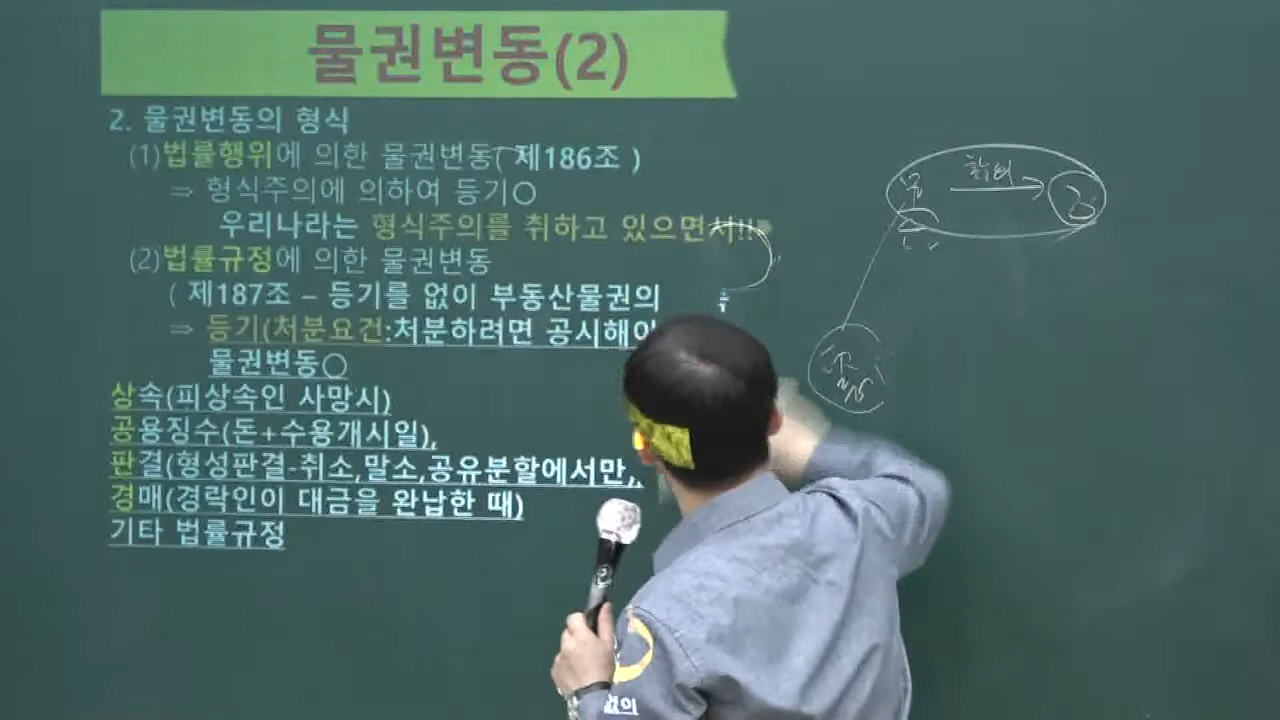 물권변동(2)
2. 물권변동의 형식
(1)법률행위에 의한 물권변동( 제186조 )
⇒ 형식주의에 의하여 등기○
우리나라는 형식주의를 취하고 있으면서!!
(2)법률규정에 의한 물권변동
( 제187조 – 등기를 없이 부동산물권의
⇒ 등기(처분요건:처분하려면 공시해야
물권변동○
상속(피상속인 사망시)
공용징수(돈+수용개시일),
판결(형성판결-취소,말소,공유분할에서만,,
경매(경락인이 대금을 완납한 때)
기타 법률규정
없이